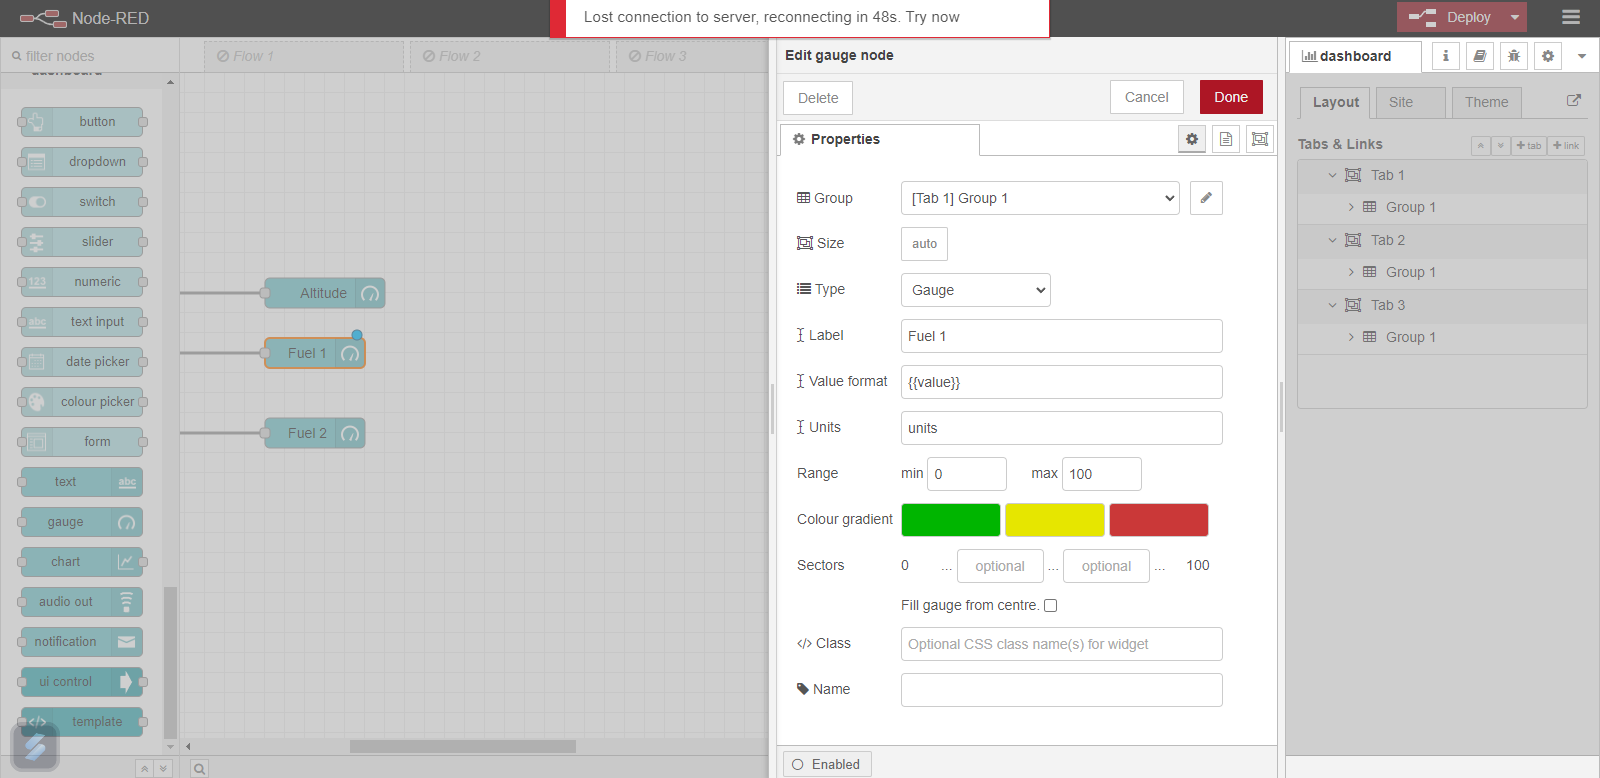 Node-RED
Lost connection to server, reconnecting in 48s. Try now
Deploy
filter nodes
Flow 1
Flow 2
Flow 3
dashboard
button
dropdown
switch
slider
numeric
123
text input
abc
date picker
colour picker
form
text
abc
gauge
chart
audio out
notification
ui control
template
Altitude
Fuel 1
Fuel 2
Edit gauge node
Delete
Cancel
Done
Properties
Group
[Tab 1] Group 1
Size
auto
Type
Gauge
Label
Fuel 1
Value format
{{value}}
Units
units
Range
min 0
max 100
Colour gradient
Sectors
0 ... optional ... optional ... 100
Fill gauge from centre.
</> Class
Optional CSS class name(s) for widget
Name
Enabled
dashboard
i
Layout
Site
Theme
Tabs & Links
+ tab
+ link
Tab 1
Group 1
Tab 2
Group 1
Tab 3
Group 1